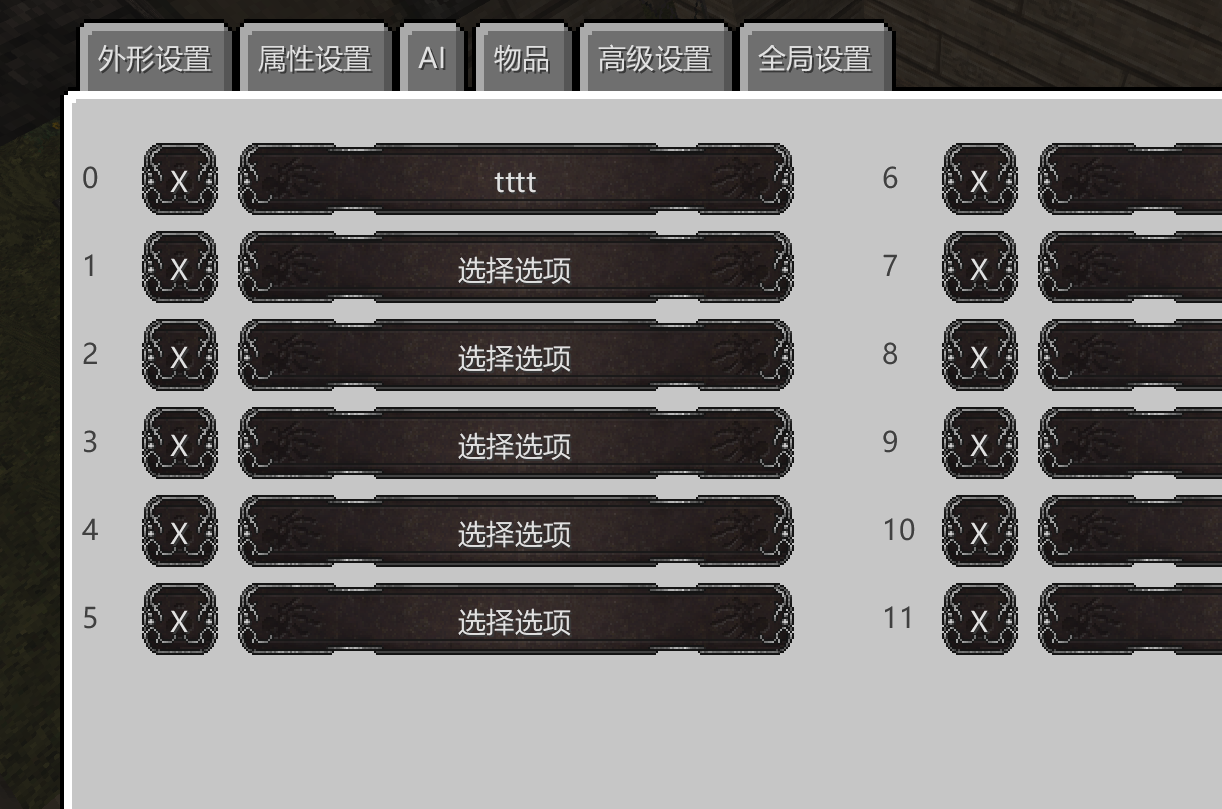 外形设置 属性设置 AI 物品 高级设置 全局设置
0 X tttt 6 X
1 X 选择选项 7 X
2 X 选择选项 8 X
3 X 选择选项 9 X
4 X 选择选项 10 X
5 X 选择选项 11 X